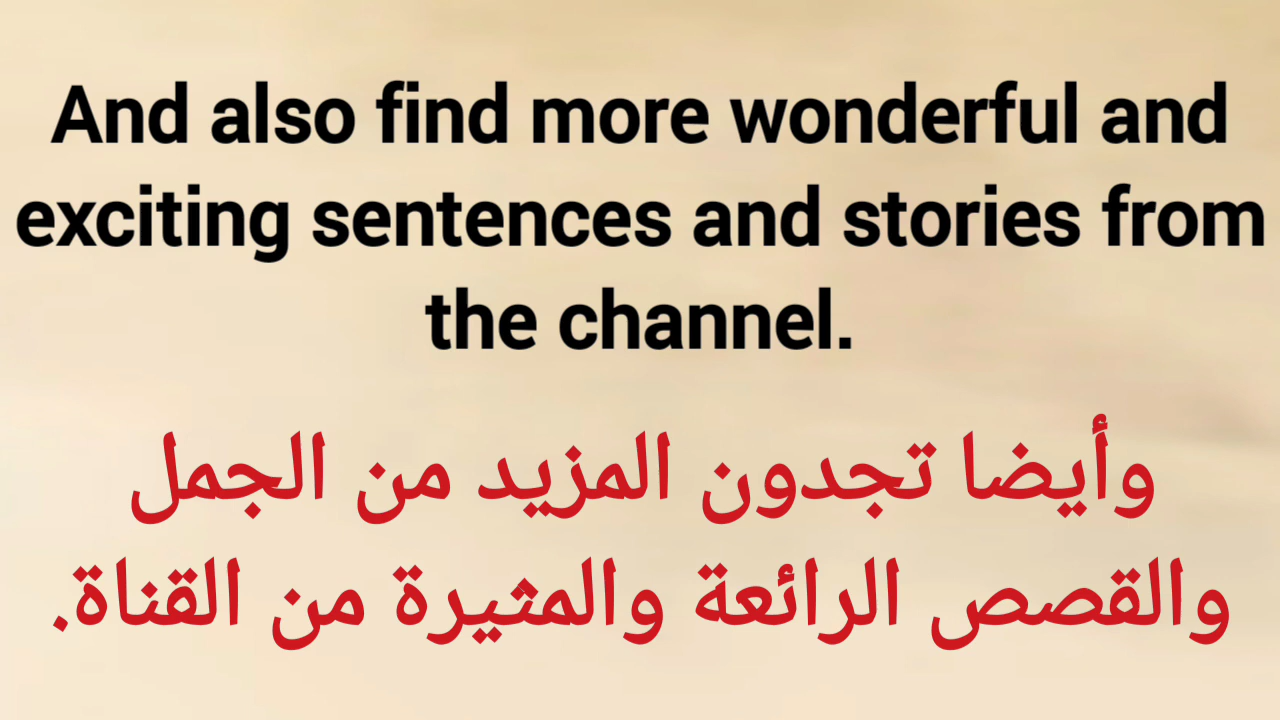 And also find more wonderful and
exciting sentences and stories from
the channel.
وأيضا تجدون المزيد من الجمل
والقصص الرائعة والمثيرة من القناة.